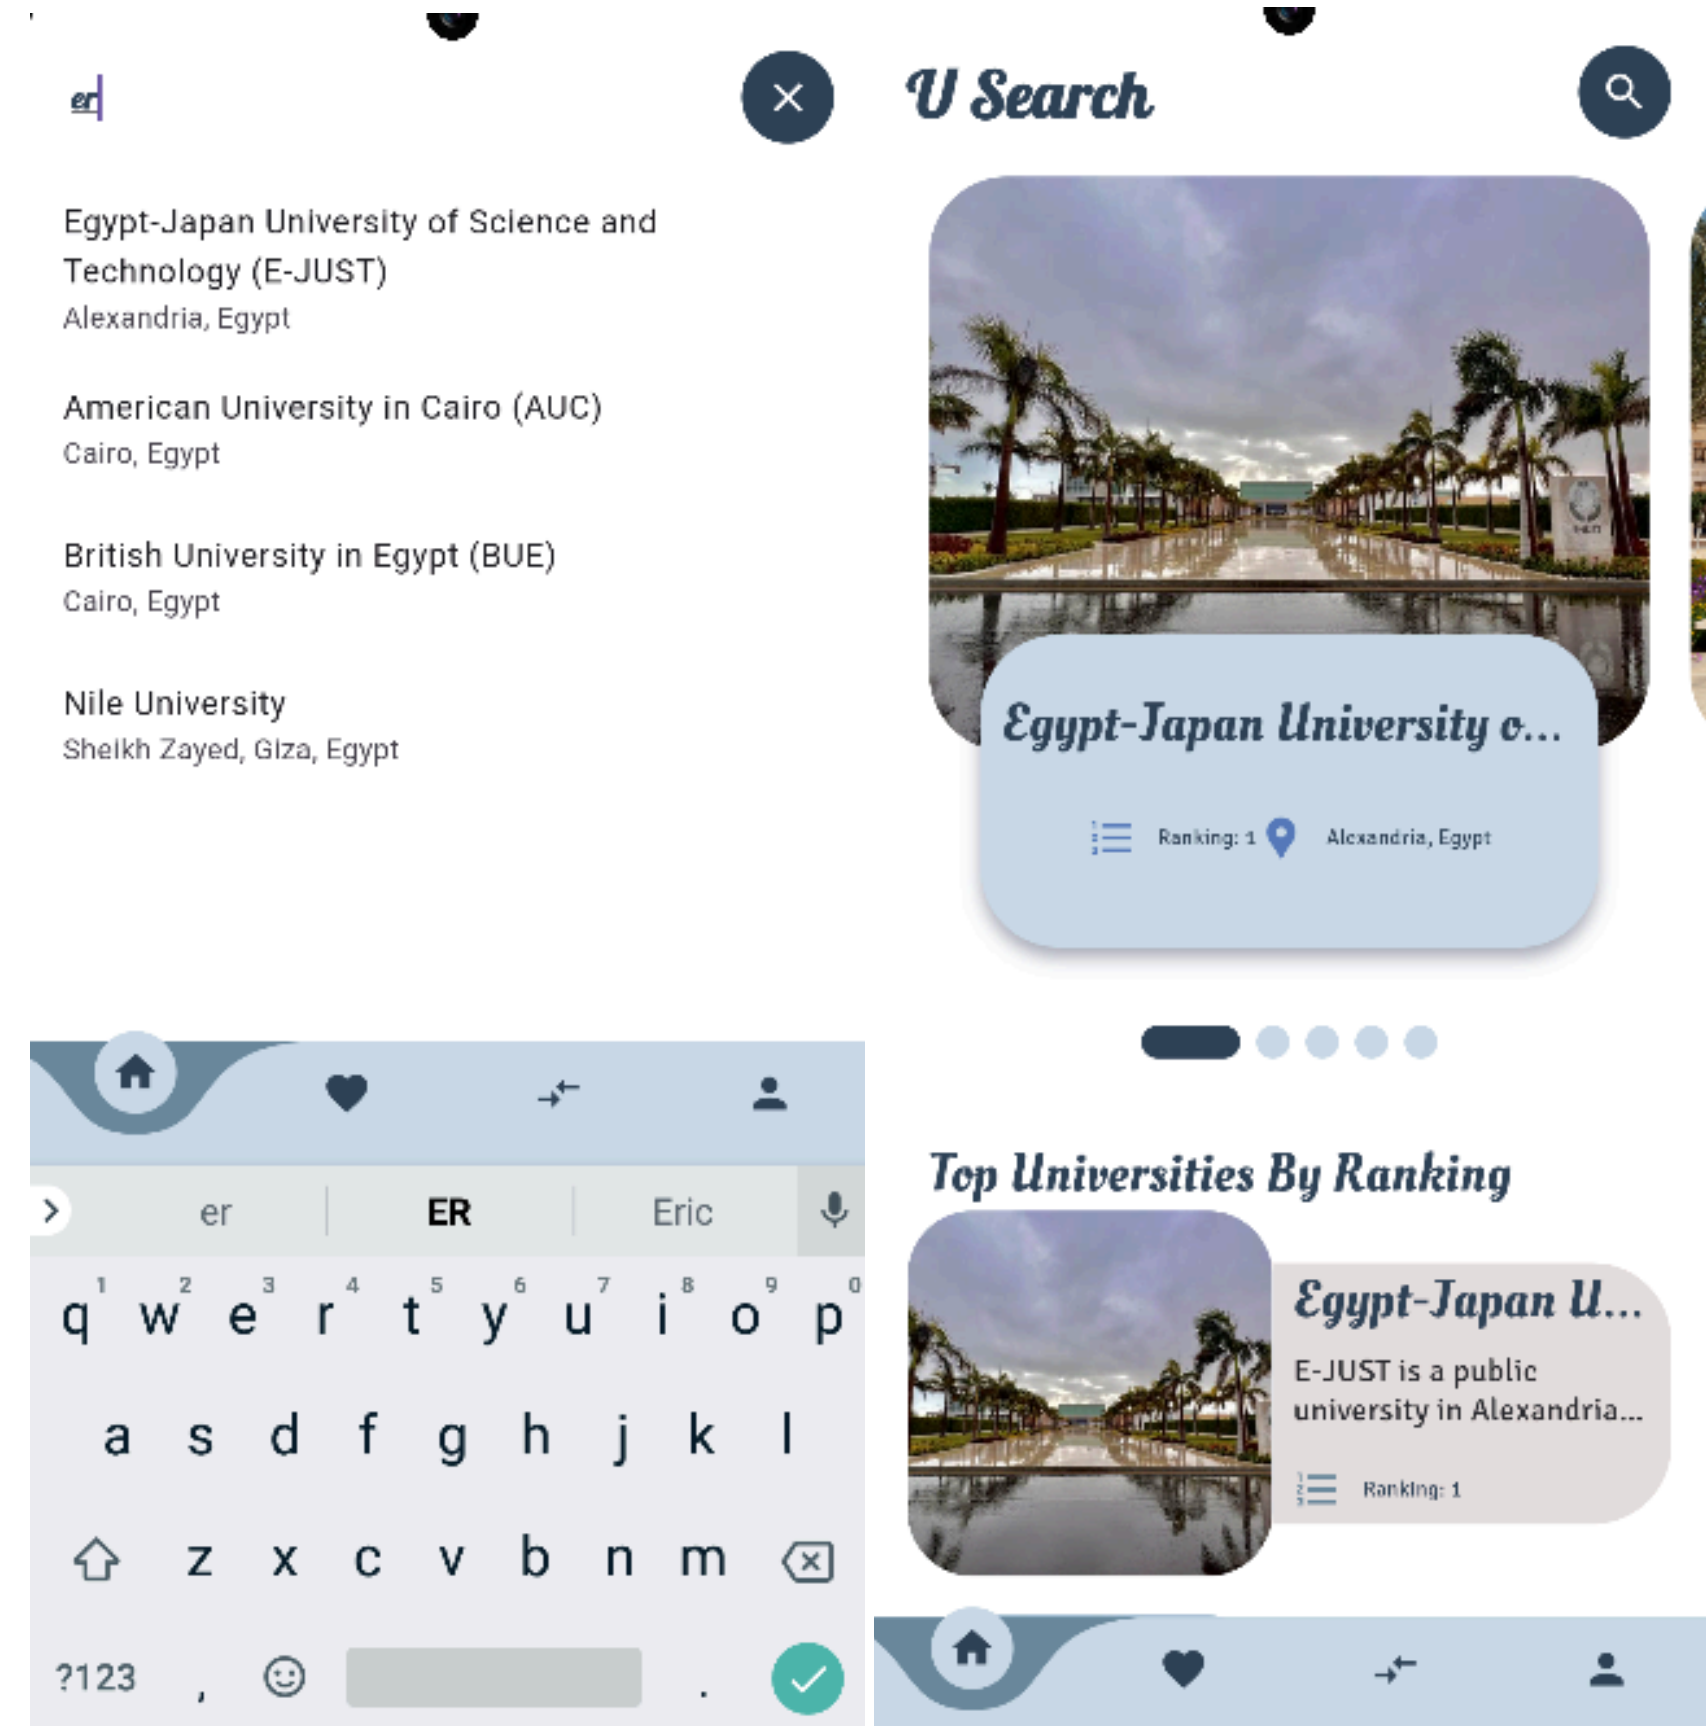 er
Egypt-Japan University of Science and
Technology (E-JUST)
Alexandria, Egypt
American University in Cairo (AUC)
Cairo, Egypt
British University in Egypt (BUE)
Cairo, Egypt
Nile University
Sheikh Zayed, Giza, Egypt
er ER Eric
1 2 3 4 5 6 7 8 9 0
q w e r t y u i o p
a s d f g h j k l
z x c v b n m
?123 , .
U Search
Egypt-Japan University o...
Ranking: 1 Alexandria, Egypt
Top Universities By Ranking
Egypt-Japan U...
E-JUST is a public
university in Alexandria...
Ranking: 1